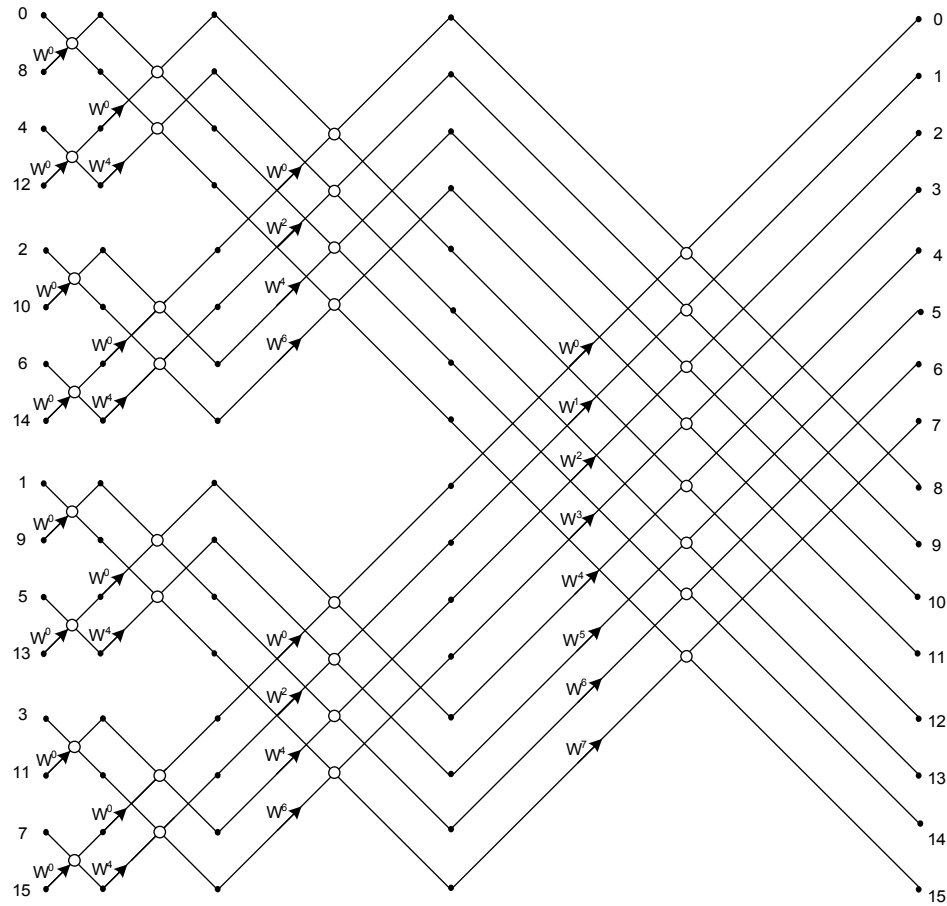 0 0
W⁰
8 1
W⁰
4 2
W⁰ W⁴ W⁰
12 3
W²
2 4
W⁴
W⁰
10 5
W⁰ W⁶ W⁰
6 6
W⁰ W⁴ W¹
14 7
W²
1 8
W³
W⁰
9 9
W⁰ W⁴
5 10
W⁰ W⁴ W⁰ W⁵
13 11
W² W⁶
3 12
W⁴ W⁷
W⁰
11 13
W⁰ W⁶
7 14
W⁰ W⁴
15 15